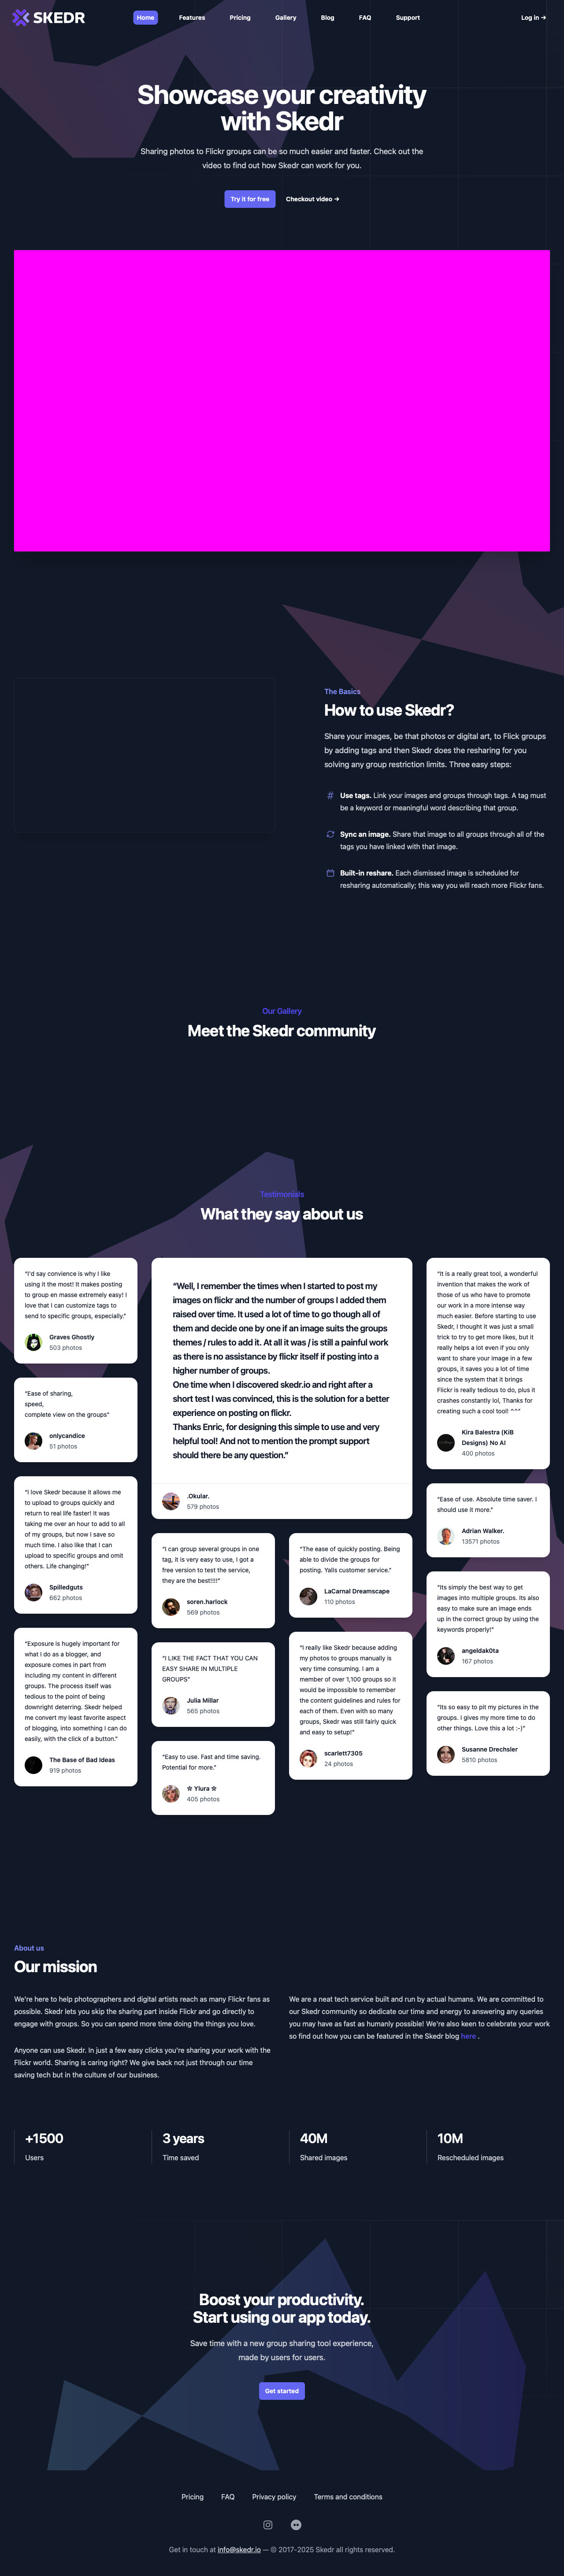 SKEDR
Home Features Pricing Gallery Blog FAQ Support Log in →
Showcase your creativity
with Skedr
Sharing photos to Flickr groups can be so much easier and faster. Check out the
video to find out how Skedr can work for you.
Try it for free Checkout video →
The Basics
How to use Skedr?
Share your images, be that photos or digital art, to Flick groups
by adding tags and then Skedr does the resharing for you
solving any group restriction limits. Three easy steps:
Use tags. Link your images and groups through tags. A tag must
be a keyword or meaningful word describing that group.
Sync an image. Share that image to all groups through all of the
tags you have linked with that image.
Built-in reshare. Each dismissed image is scheduled for
resharing automatically; this way you will reach more Flickr fans.
Our Gallery
Meet the Skedr community
Testimonials
What they say about us
“I'd say convience is why I like
using it the most! It makes posting
to group en masse extremely easy! I
love that I can customize tags to
send to specific groups, especially.”
Graves Ghostly
503 photos
“Ease of sharing,
speed,
complete view on the groups”
onlycandice
51 photos
“I love Skedr because it allows me
to upload to groups quickly and
return to real life faster! It was
taking me over an hour to add to all
of my groups, but now I save so
much time. I also like that I can
upload to specific groups and omit
others. Life changing!”
Spilledguts
662 photos
“Exposure is hugely important for
what I do as a blogger, and
exposure comes in part from
including my content in different
groups. The process itself was
tedious to the point of being
downright deterring. Skedr helped
me convert my least favorite aspect
of blogging, into something I can do
easily, with the click of a button.”
The Base of Bad Ideas
919 photos
“Well, I remember the times when I started to post my
images on flickr and the number of groups I added them
raised over time. It used a lot of time to go though all of
them and decide one by one if an image suits the groups
themes / rules to add it. At all it was / is still a painful work
as there is no assistance by flickr itself if posting into a
higher number of groups.
One time when I discovered skedr.io and right after a
short test I was convinced, this is the solution for a better
experience on posting on flickr.
Thanks Enric, for designing this simple to use and very
helpful tool! And not to mention the prompt support
should there be any question.”
.Okular.
579 photos
“I can group several groups in one
tag, it is very easy to use, I got a
free version to test the service,
they are the best!!!!”
soren.harlock
569 photos
“I LIKE THE FACT THAT YOU CAN
EASY SHARE IN MULTIPLE
GROUPS”
Julia Millar
565 photos
“Easy to use. Fast and time saving.
Potential for more.”
☆ Yiura ☆
405 photos
“The ease of quickly posting. Being
able to divide the groups for
posting. Yalls customer service.”
LaCarnal Dreamscape
110 photos
“I really like Skedr because adding
my photos to groups manually is
very time consuming. I am a
member of over 1,100 groups so it
would be impossible to remember
the content guidelines and rules for
each of them. Even with so many
groups, Skedr was still fairly quick
and easy to setup!”
scarlett7305
24 photos
“It is a really great tool, a wonderful
invention that makes the work of
those of us who have to promote
our work in a more intense way
much easier. Before starting to use
Skedr, I thought it was just a small
trick to try to get more likes, but it
really helps a lot even if you only
want to share your image in a few
groups, it saves you a lot of time
since the system that it brings
Flickr is really tedious to do, plus it
crashes constantly lol, Thanks for
creating such a cool tool! ^^”
Kira Balestra (KiB
Designs) No AI
400 photos
“Ease of use. Absolute time saver. I
should use it more.”
Adrian Walker.
13571 photos
“Its simply the best way to get
images into multiple groups. Its also
easy to make sure an image ends
up in the correct group by using the
keywords properly!”
angeldak0ta
167 photos
“Its so easy to pit my pictures in the
groups. I gives my more time to do
other things. Love this a lot :-)”
Susanne Drechsler
5810 photos
About us
Our mission
We're here to help photographers and digital artists reach as many Flickr fans as
possible. Skedr lets you skip the sharing part inside Flickr and go directly to
engage with groups. So you can spend more time doing the things you love.
Anyone can use Skedr. In just a few easy clicks you're sharing your work with the
Flickr world. Sharing is caring right? We give back not just through our time
saving tech but in the culture of our business.
We are a neat tech service built and run by actual humans. We are committed to
our Skedr community so dedicate our time and energy to answering any queries
you may have as fast as humanly possible! We're also keen to celebrate your work
so find out how you can be featured in the Skedr blog here .
+1500
Users
3 years
Time saved
40M
Shared images
10M
Rescheduled images
Boost your productivity.
Start using our app today.
Save time with a new group sharing tool experience,
made by users for users.
Get started
Pricing FAQ Privacy policy Terms and conditions
Get in touch at info@skedr.io — © 2017-2025 Skedr all rights reserved.